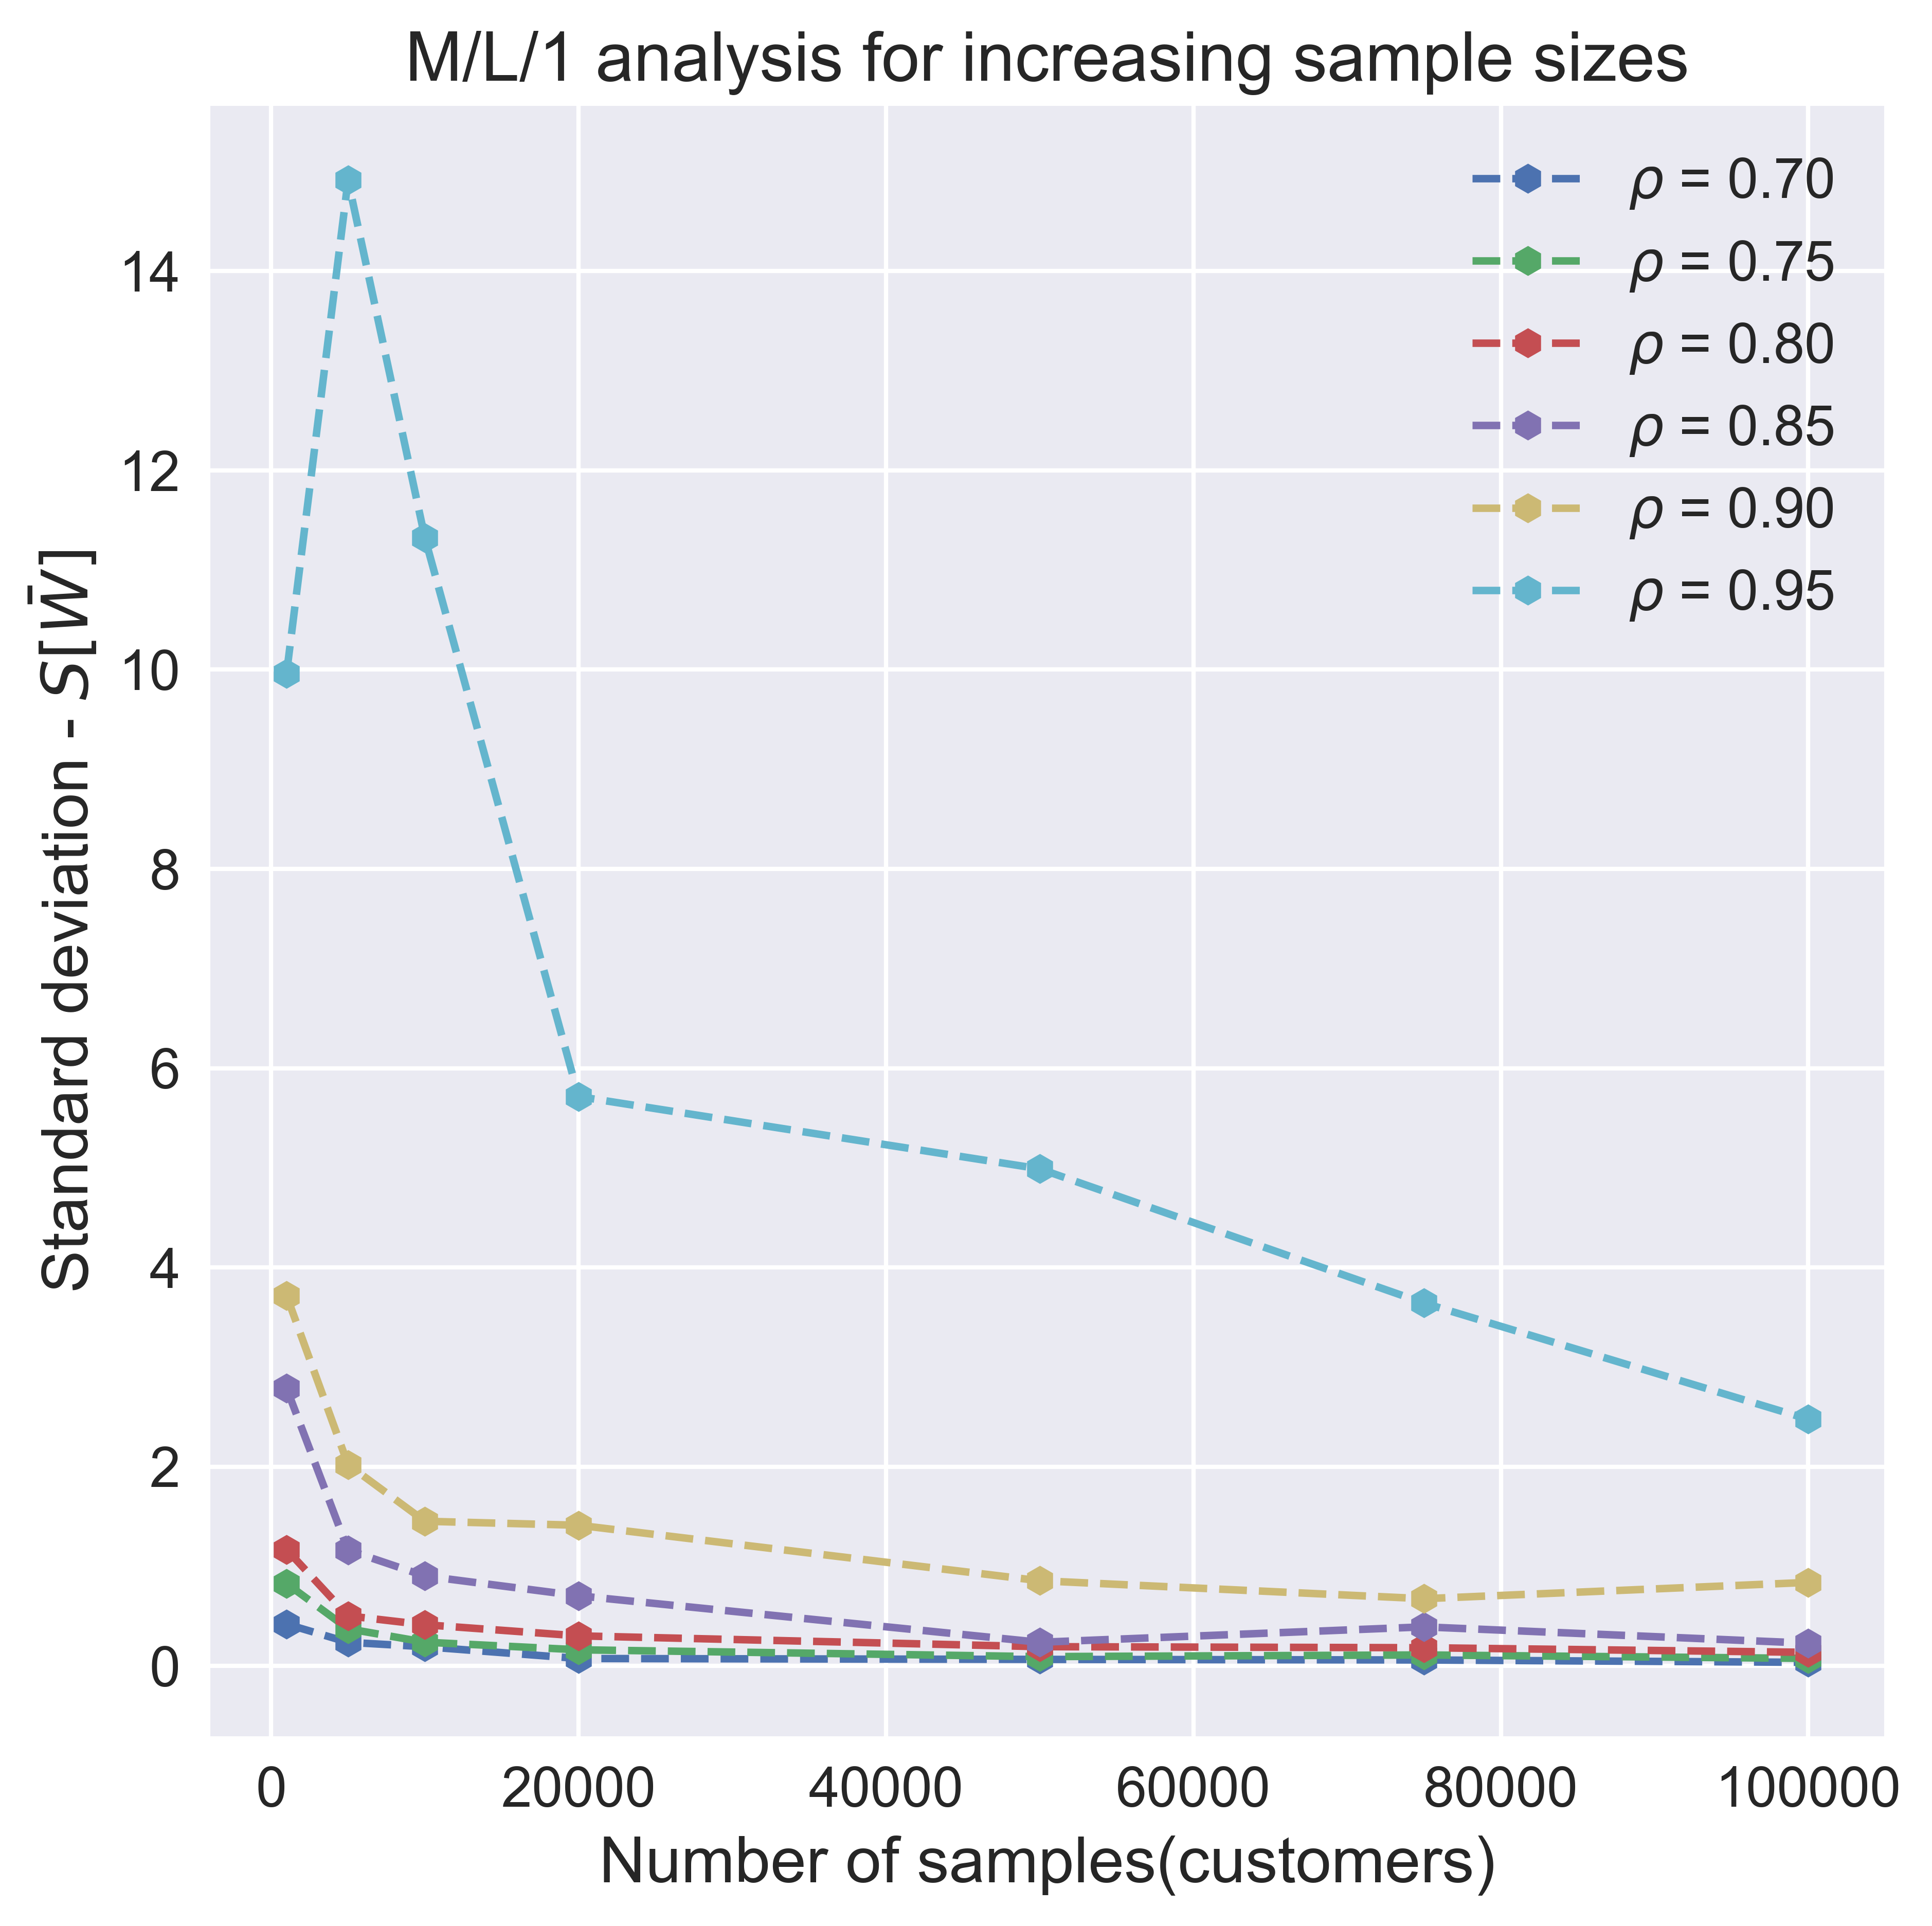 M/L/1 analysis for increasing sample sizes
ρ = 0.70
ρ = 0.75
ρ = 0.80
ρ = 0.85
ρ = 0.90
ρ = 0.95
14
12
10
8
6
4
2
0
Standard deviation - S[W̄]
0 20000 40000 60000 80000 100000
Number of samples(customers)